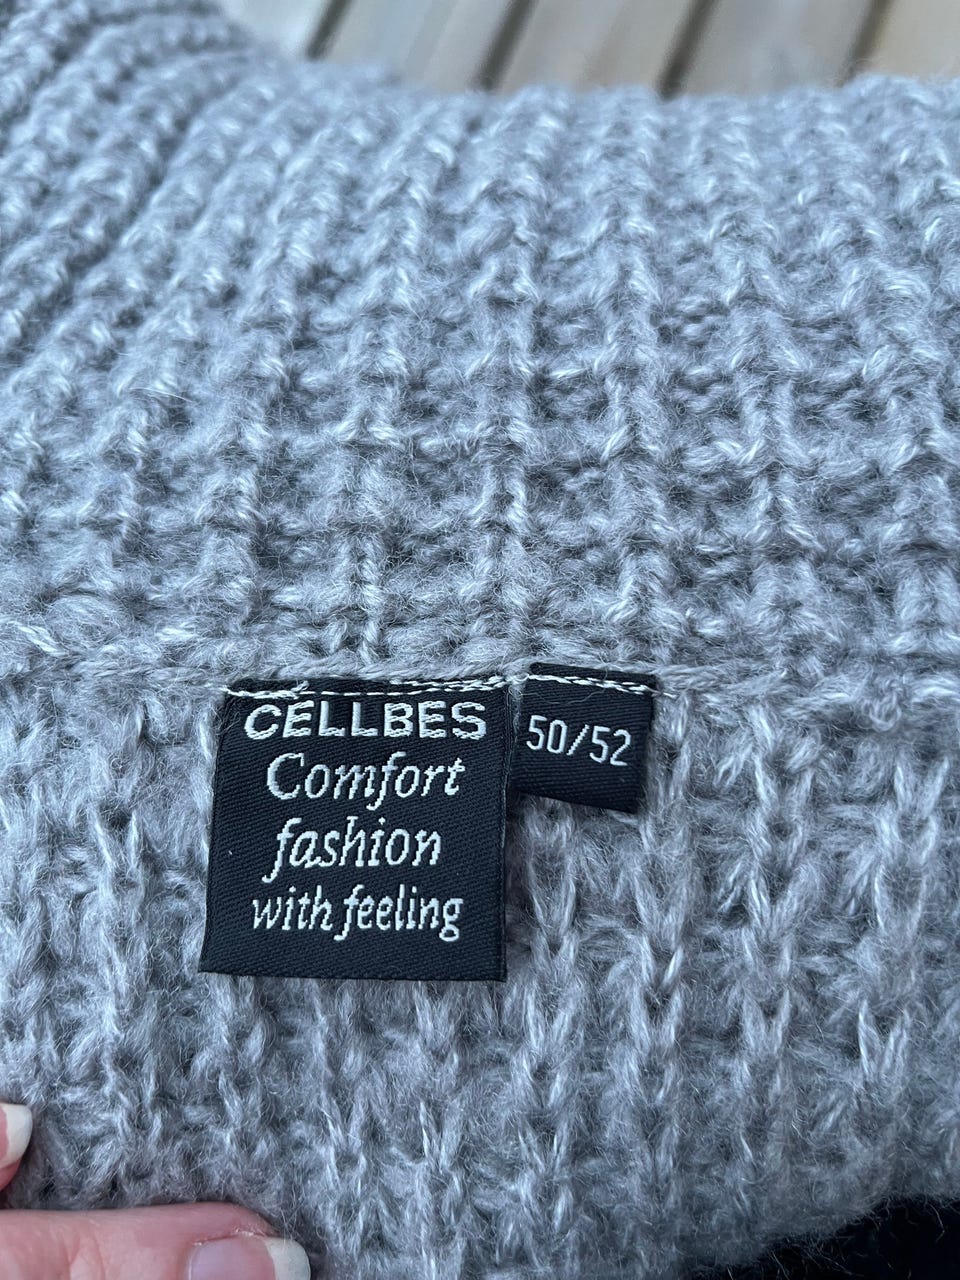 CELLBES
Comfort
fashion
with feeling
50/52